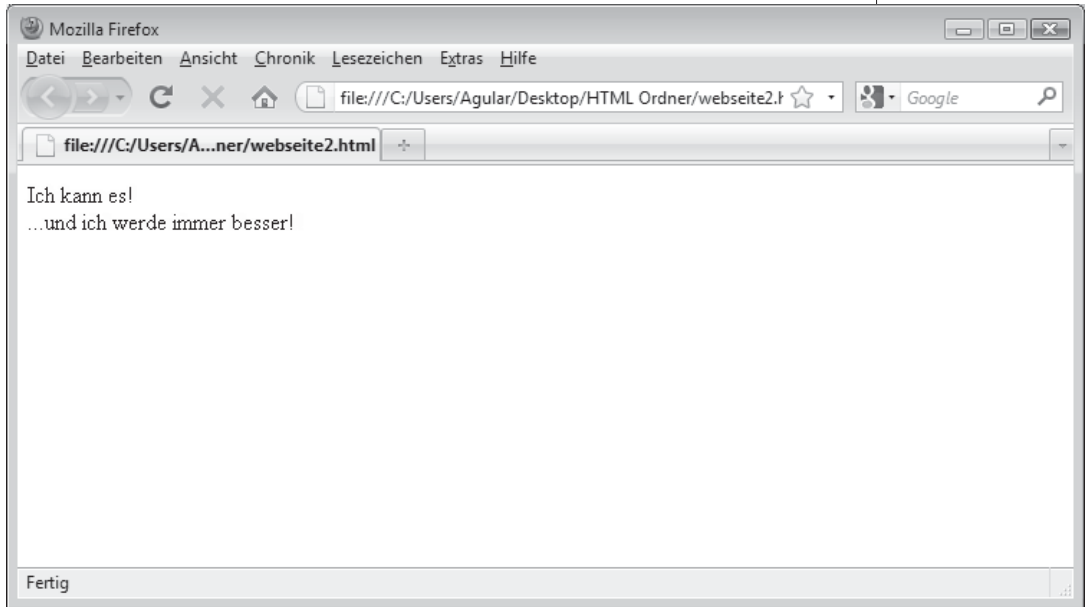 Mozilla Firefox
Datei Bearbeiten Ansicht Chronik Lesezeichen Extras Hilfe
file:///C:/Users/Agular/Desktop/HTML Ordner/webseite2.h Google
file:///C:/Users/A...ner/webseite2.html
Ich kann es!
...und ich werde immer besser!
Fertig